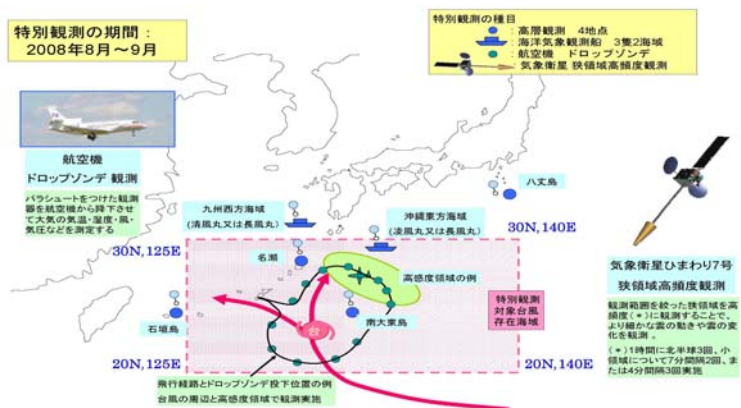 特別観測の期間：
2008年8月～9月
特別観測の種目
：高層観測　4地点
：海洋気象観測船　3隻2海域
：航空機　ドロップゾンデ
：気象衛星 狭領域高頻度観測
航空機
ドロップゾンデ 観測
パラシュートをつけた観測
器を航空機から降下させ
て大気の気温・湿度・風・
気圧などを測定する
八丈島
九州西方海域
(清風丸又は長風丸)
沖縄東方海域
(凌風丸又は長風丸)
30N,140E
30N,125E
名瀬
高感度領域の例
特別観測
対象台風
存在海域
台
南大東島
石垣島
20N,125E
20N,140E
飛行経路とドロップゾンデ投下位置の例
台風の周辺と高感度領域で観測実施
気象衛星ひまわり7号
狭領域高頻度観測
観測範囲を絞った狭領域を高
頻度(＊)に観測することで、
より細かな雲の動きや雲の変
化を観測 。
(＊)1時間に北半球3回、小
領域について7分間隔2回、ま
たは4分間隔3回実施